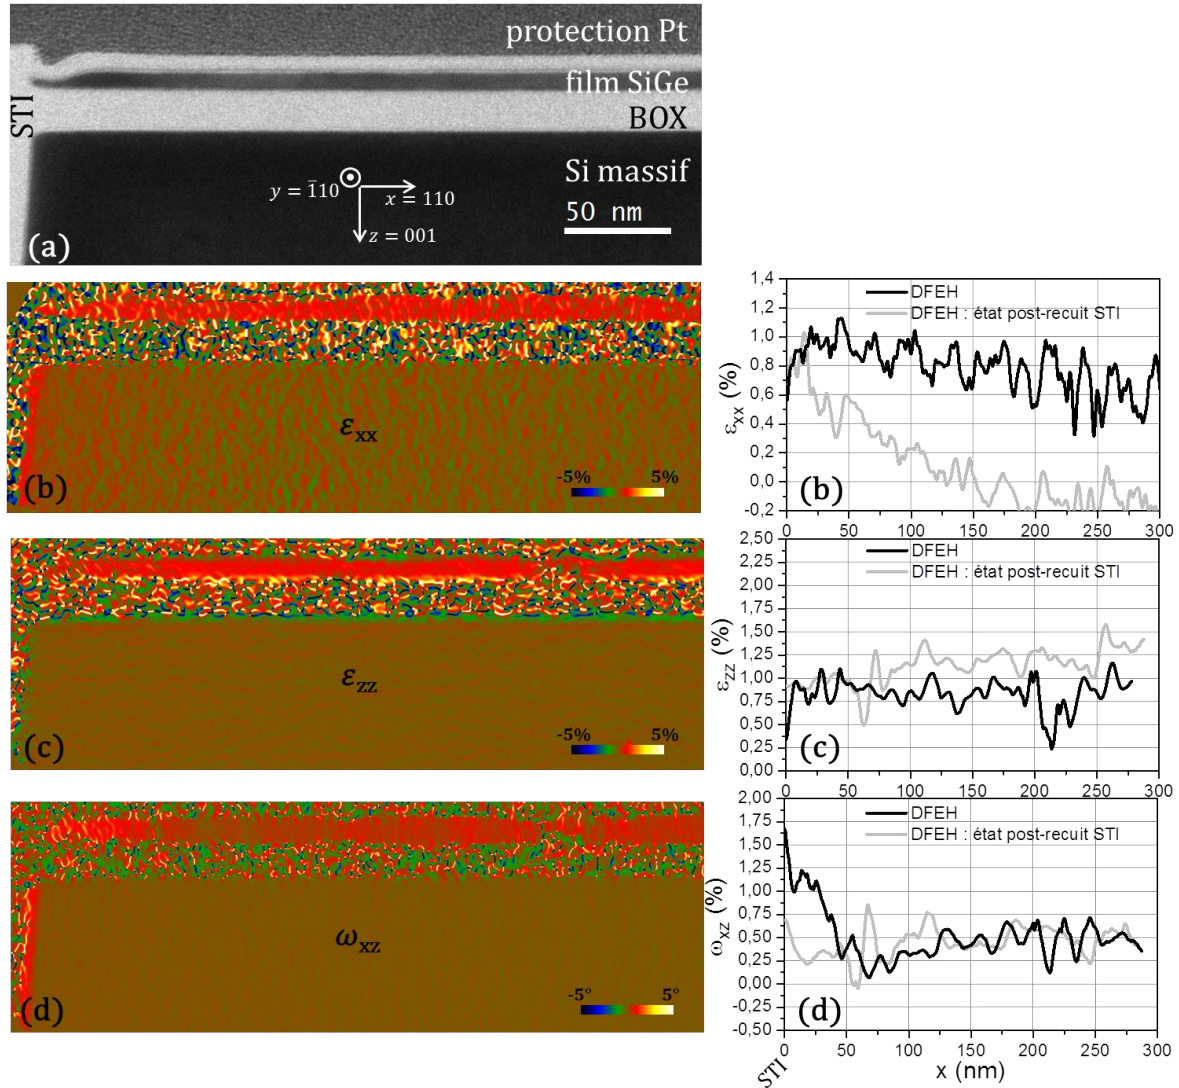 protection Pt
film SiGe
STI
BOX
Si massif
y = 1̄10
x = 110
z = 001
50 nm
(a)
εxx
-5% 5%
(b)
1,4
1,2
1,0
0,8
0,6
0,4
0,2
0,0
-0,2
εxx (%)
DFEH
DFEH : état post-recuit STI
(b)
0 50 100 150 200 250 300
εzz
-5% 5%
(c)
2,50
2,25
2,00
1,75
1,50
1,25
1,00
0,75
0,50
0,25
0,00
εzz (%)
DFEH
DFEH : état post-recuit STI
(c)
0 50 100 150 200 250 300
ωxz
-5° 5°
(d)
2,00
1,75
1,50
1,25
1,00
0,75
0,50
0,25
0,00
-0,25
-0,50
ωxz (%)
DFEH
DFEH : état post-recuit STI
(d)
0 50 100 150 200 250 300
STI
x (nm)